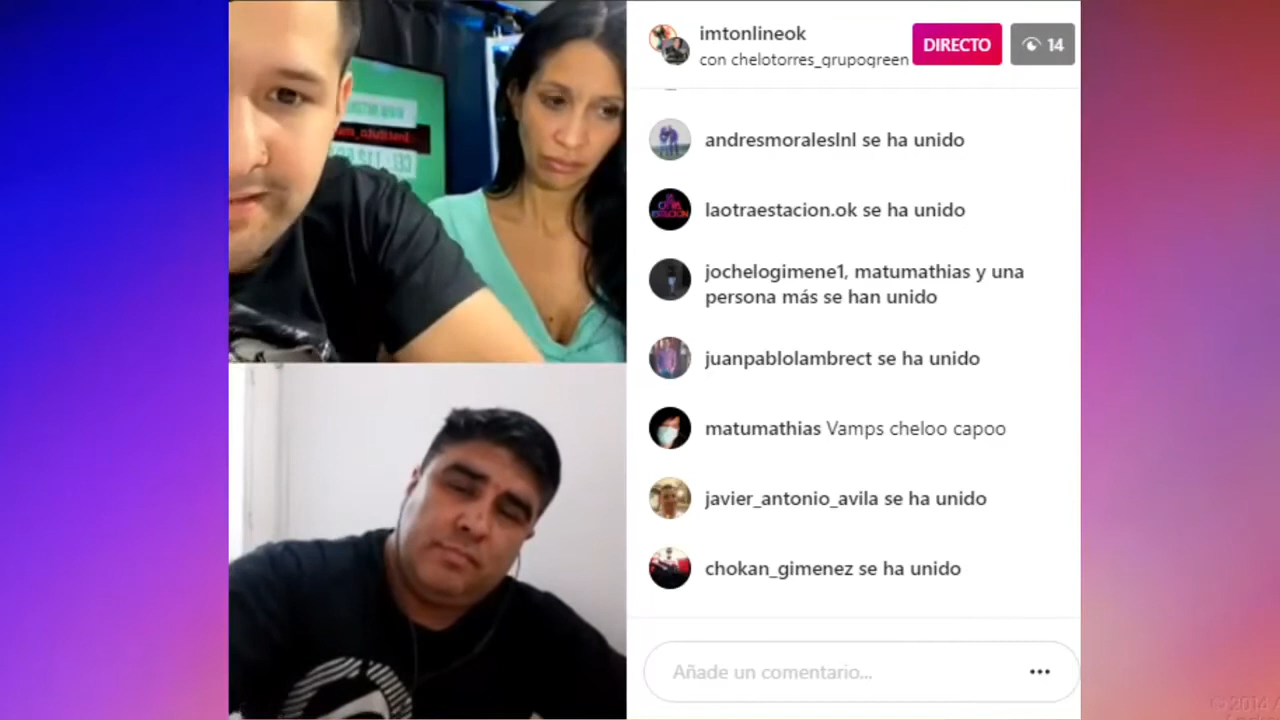 imtonlineok
con chelotorres_grupogreen
DIRECTO
14
andresmoraleslnl se ha unido
laotraestacion.ok se ha unido
jochelogimene1, matumathias y una
persona más se han unido
juanpablolambrect se ha unido
matumathias Vamps cheloo capoo
javier_antonio_avila se ha unido
chokan_gimenez se ha unido
Añade un comentario...
© 2014